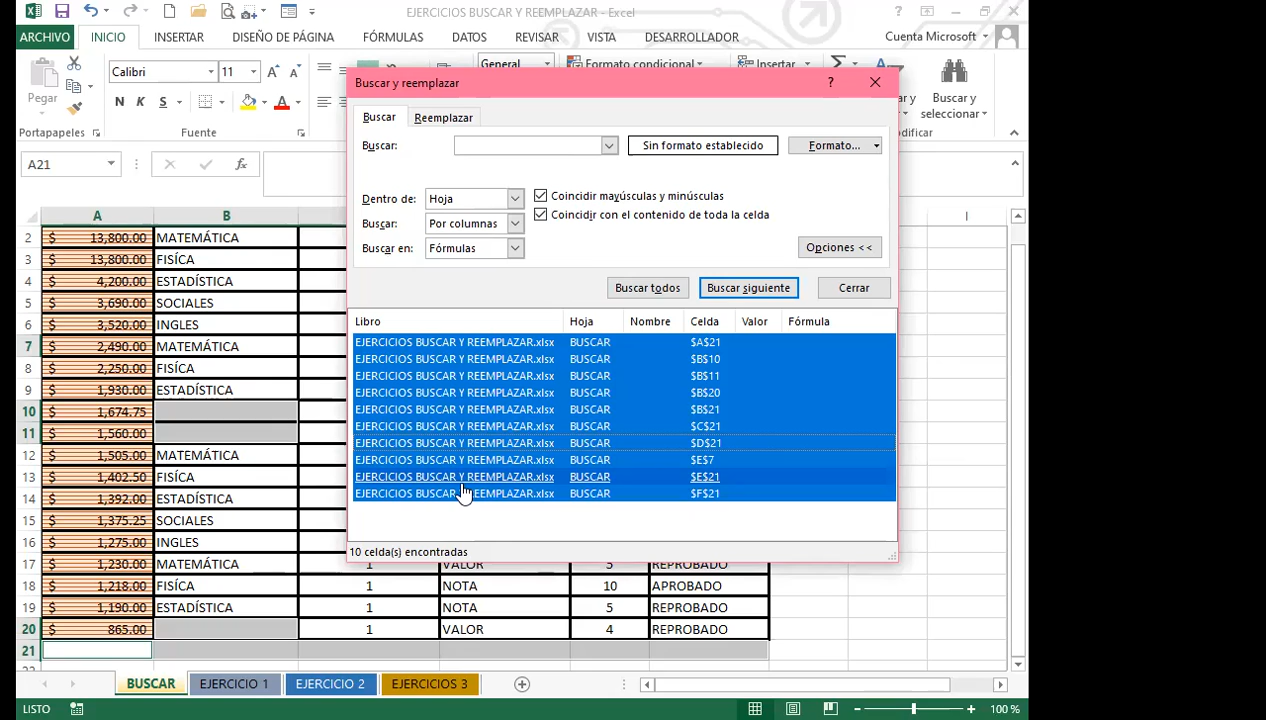 EJERCICIOS BUSCAR Y REEMPLAZAR - Excel
ARCHIVO INICIO INSERTAR DISEÑO DE PÁGINA FÓRMULAS DATOS REVISAR VISTA DESARROLLADOR Cuenta Microsoft
Pegar
Calibri 11
N K S
General
Formato condicional
Insertar
Buscar y
seleccionar
Portapapeles Fuente
A21
fx
Buscar y reemplazar
Buscar Reemplazar
Buscar: Sin formato establecido Formato...
Dentro de: Hoja Coincidir mayúsculas y minúsculas
Coincidir con el contenido de toda la celda
Buscar: Por columnas
Buscar en: Fórmulas Opciones <<
Buscar todos Buscar siguiente Cerrar
Libro Hoja Nombre Celda Valor Fórmula
EJERCICIOS BUSCAR Y REEMPLAZAR.xlsx BUSCAR $A$21
EJERCICIOS BUSCAR Y REEMPLAZAR.xlsx BUSCAR $B$10
EJERCICIOS BUSCAR Y REEMPLAZAR.xlsx BUSCAR $B$11
EJERCICIOS BUSCAR Y REEMPLAZAR.xlsx BUSCAR $B$20
EJERCICIOS BUSCAR Y REEMPLAZAR.xlsx BUSCAR $B$21
EJERCICIOS BUSCAR Y REEMPLAZAR.xlsx BUSCAR $C$21
EJERCICIOS BUSCAR Y REEMPLAZAR.xlsx BUSCAR $D$21
EJERCICIOS BUSCAR Y REEMPLAZAR.xlsx BUSCAR $E$7
EJERCICIOS BUSCAR Y REEMPLAZAR.xlsx BUSCAR $E$21
EJERCICIOS BUSCAR Y REEMPLAZAR.xlsx BUSCAR $F$21
10 celda(s) encontradas
A B I
2 $ 13,800.00 MATEMÁTICA
3 $ 13,800.00 FISÍCA
4 $ 4,200.00 ESTADÍSTICA
5 $ 3,690.00 SOCIALES
6 $ 3,520.00 INGLES
7 $ 2,490.00 MATEMÁTICA
8 $ 2,250.00 FISÍCA
9 $ 1,930.00 ESTADÍSTICA
10 $ 1,674.75
11 $ 1,560.00
12 $ 1,505.00 MATEMÁTICA
13 $ 1,402.50 FISÍCA
14 $ 1,392.00 ESTADÍSTICA
15 $ 1,375.25 SOCIALES
16 $ 1,275.00 INGLES
17 $ 1,230.00 MATEMÁTICA 1 VALOR 5 REPROBADO
18 $ 1,218.00 FISÍCA 1 NOTA 10 APROBADO
19 $ 1,190.00 ESTADÍSTICA 1 NOTA 5 REPROBADO
20 $ 865.00 1 VALOR 4 REPROBADO
21
BUSCAR EJERCICIO 1 EJERCICIO 2 EJERCICIOS 3
LISTO 100 %